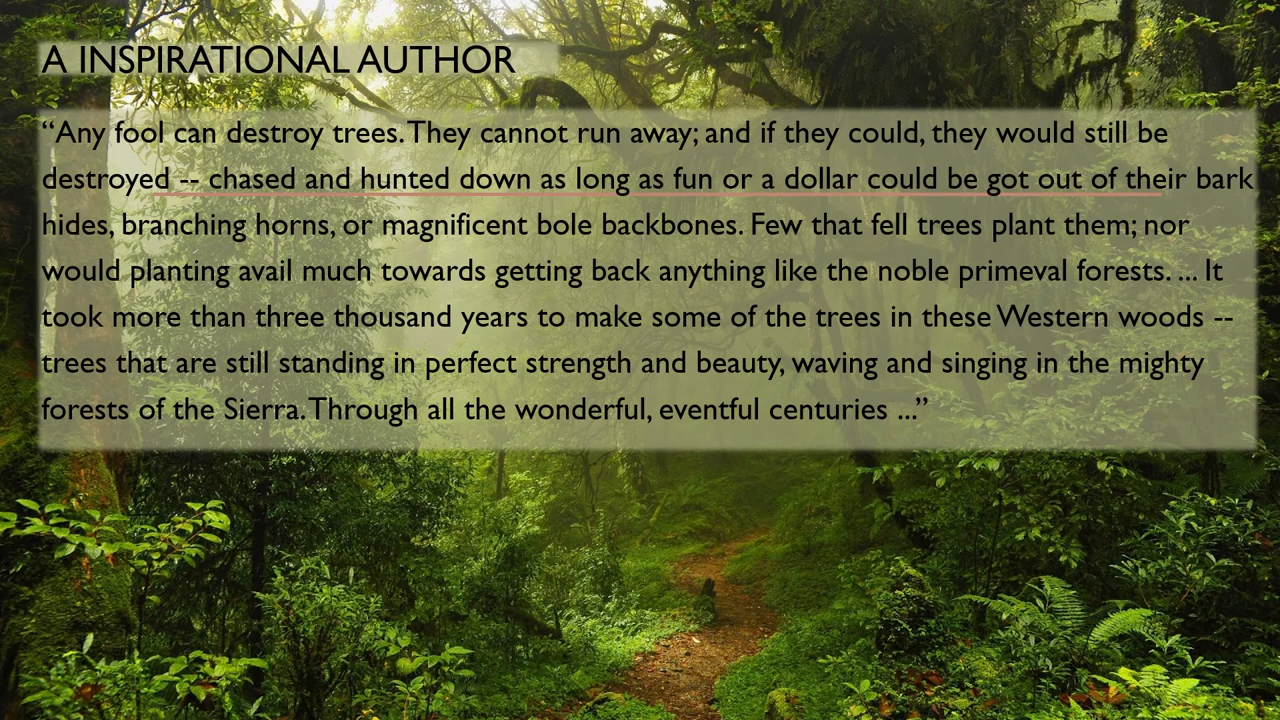 A INSPIRATIONAL AUTHOR
“Any fool can destroy trees. They cannot run away; and if they could, they would still be
destroyed -- chased and hunted down as long as fun or a dollar could be got out of their bark
hides, branching horns, or magnificent bole backbones. Few that fell trees plant them; nor
would planting avail much towards getting back anything like the noble primeval forests. ... It
took more than three thousand years to make some of the trees in these Western woods --
trees that are still standing in perfect strength and beauty, waving and singing in the mighty
forests of the Sierra. Through all the wonderful, eventful centuries ...”